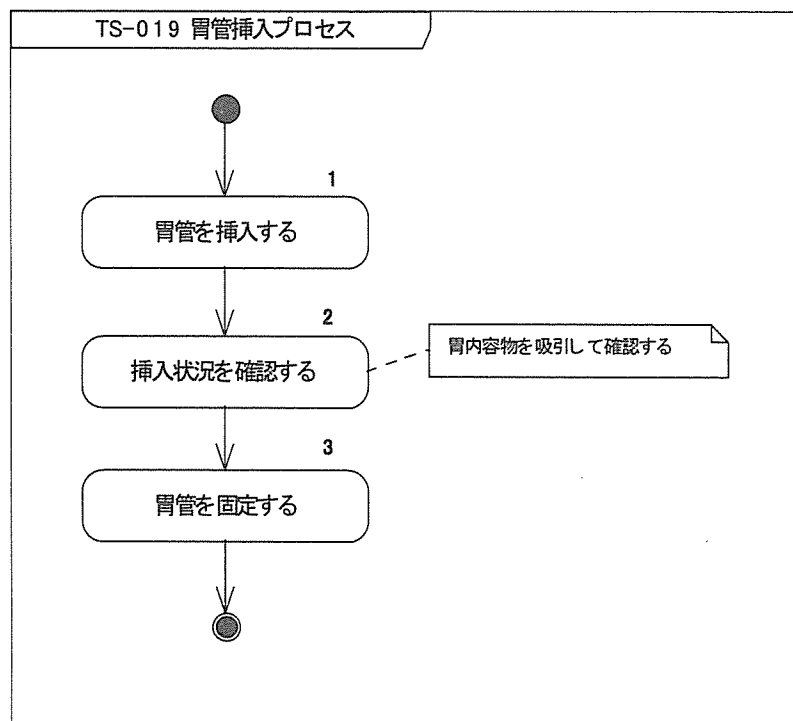 TS-019 胃管挿入プロセス
1
胃管を挿入する
2
挿入状況を確認する
胃内容物を吸引して確認する
3
胃管を固定する